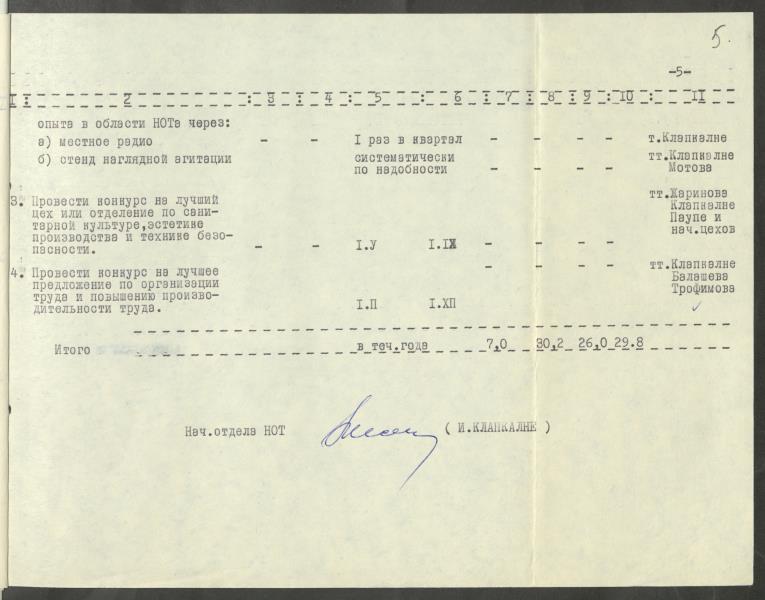 5.
-5-
I : 2 : 3 : 4 : 5 : 6 : 7 : 8 : 9 : 10 : II
опыта в области НОТа через:
а) местное радио - - I раз в квартал - - - - т.Клапкалне
б) стенд наглядной агитации систематически по надобности - - - - тт.Клапкалне
Мотова
3. Провести конкурс на лучший тт.Жаринова
цех или отделение по сани- Клапкалне
тарной культуре,эстетике Паупе и
производства и технике безо- нач.цехов
пасности. - - I.У I.IX - - - -
4. Провести конкурс на лучшее - - - - тт.Клапкалне
предложение по организации Балашева
труда и повышению произво- Трофимова
дительности труда. I.П I.ХП
Итого в теч.года 7,0 30,2 26,0 29.8
Нач.отдела НОТ ( И.КЛАПКАЛНЕ )